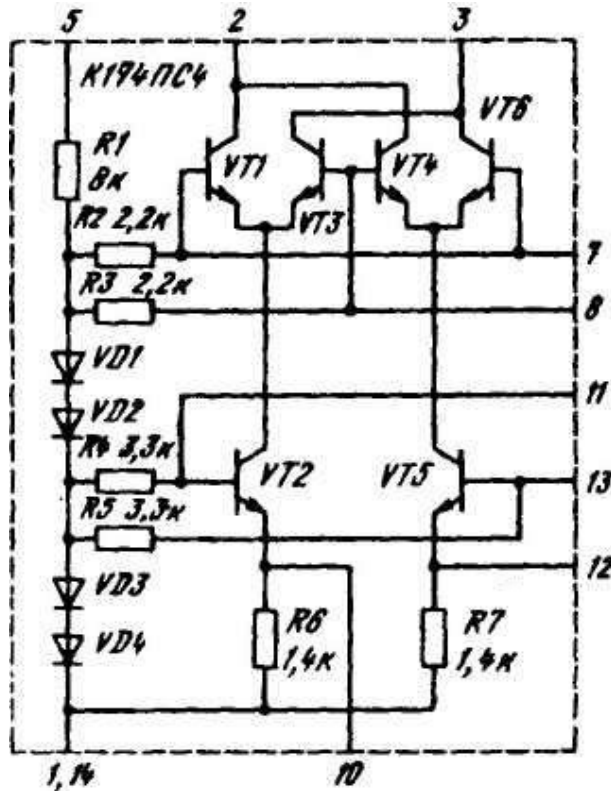 5 2 3
К174ПС4
VT6
R1
8к
VT1
VT4
VT3
R2 2,2к
7
R3 2,2к
8
VD1
11
VD2
R4 3,3к
VT2
VT5
13
R5 3,3к
12
VD3
R6
1,4к
R7
1,4к
VD4
1,14
10